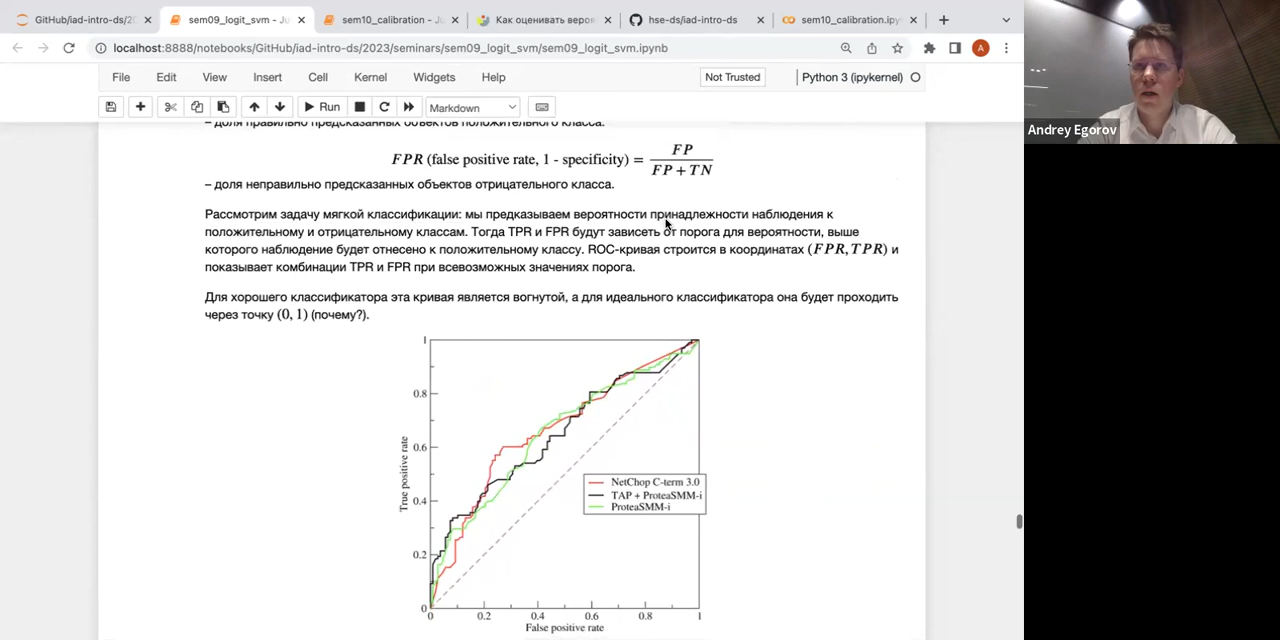 iad-intro-ds/20
sem09_logit_svm - Ju
sem10_calibration - Ju
Как оценивать веро
hse-ds/iad-intro-ds
sem10_calibration.ipy
localhost:8888/notebooks/GitHub/iad-intro-ds/2023/seminars/sem09_logit_svm/sem09_logit_svm.ipynb
A
File Edit View Insert Cell Kernel Widgets Help Not Trusted Python 3 (ipykernel)
Run Markdown
– доля правильно предсказанных объектов положительного класса.
FPR (false positive rate, 1 - specificity) = FP / FP + TN
– доля неправильно предсказанных объектов отрицательного класса.
Рассмотрим задачу мягкой классификации: мы предказываем вероятности принадлежности наблюдения к
положительному и отрицательному классам. Тогда TPR и FPR будут зависеть от порога для вероятности, выше
которого наблюдение будет отнесено к положительному классу. ROC-кривая строится в координатах (FPR, TPR) и
показывает комбинации TPR и FPR при всевозможных значениях порога.
Для хорошего классификатора эта кривая является вогнутой, а для идеального классификатора она будет проходить
через точку (0, 1) (почему?).
1
0.8
0.6
0.4
0.2
0
True positive rate
NetChop C-term 3.0
TAP + ProteaSMM-i
ProteaSMM-i
0 0.2 0.4 0.6 0.8 1
False positive rate
Andrey Egorov